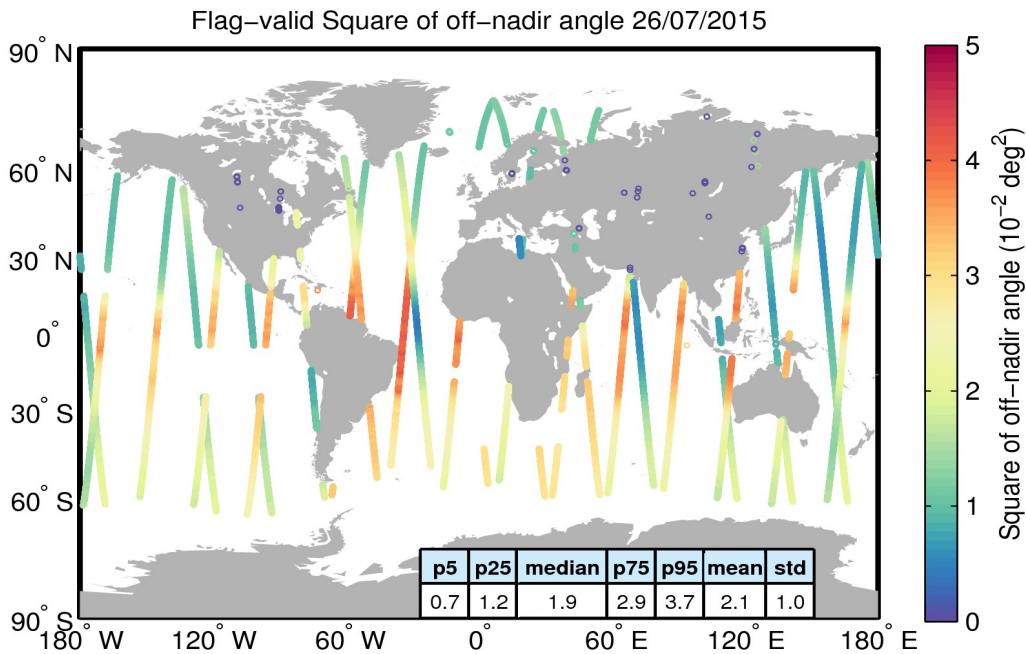 Flag−valid Square of off−nadir angle 26/07/2015
90° N
60° N
30° N
0°
30° S
60° S
90° S
180° W
120° W
60° W
0°
60° E
120° E
180° E
p5 p25 median p75 p95 mean std
0.7 1.2 1.9 2.9 3.7 2.1 1.0
5
4
3
2
1
0
Square of off−nadir angle (10⁻² deg²)